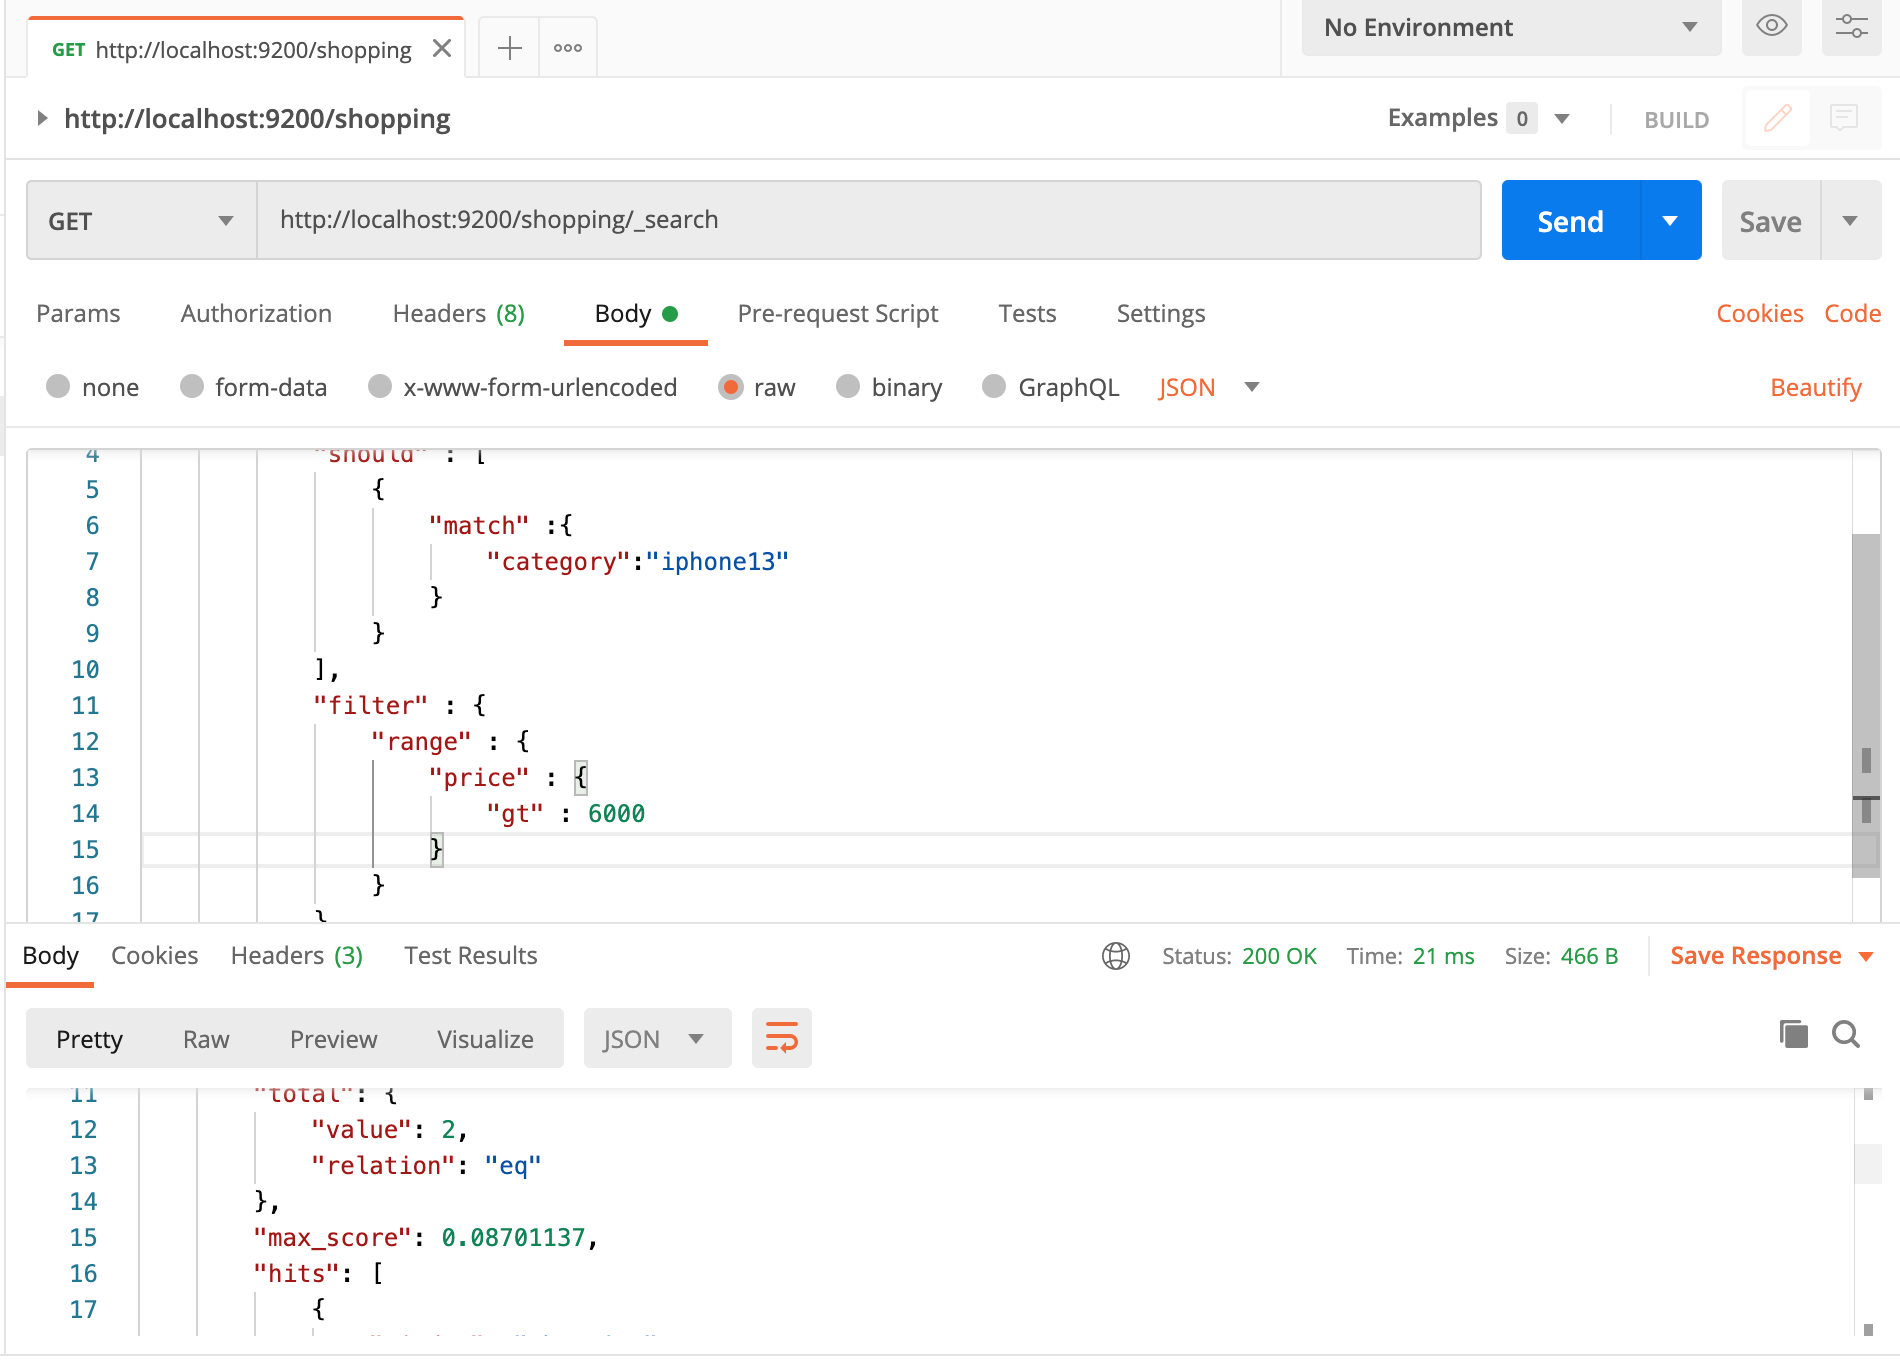 GET http://localhost:9200/shopping
No Environment
http://localhost:9200/shopping
Examples 0
BUILD
GET http://localhost:9200/shopping/_search
Send
Save
Params Authorization Headers (8) Body Pre-request Script Tests Settings Cookies Code
none form-data x-www-form-urlencoded raw binary GraphQL JSON Beautify
4 "should" : [
5 {
6 "match" :{
7 "category":"iphone13"
8 }
9 }
10 ],
11 "filter" : {
12 "range" : {
13 "price" : {
14 "gt" : 6000
15 }
16 }
17 }
Body Cookies Headers (3) Test Results Status: 200 OK Time: 21 ms Size: 466 B Save Response
Pretty Raw Preview Visualize JSON
11 "total": {
12 "value": 2,
13 "relation": "eq"
14 },
15 "max_score": 0.08701137,
16 "hits": [
17 {